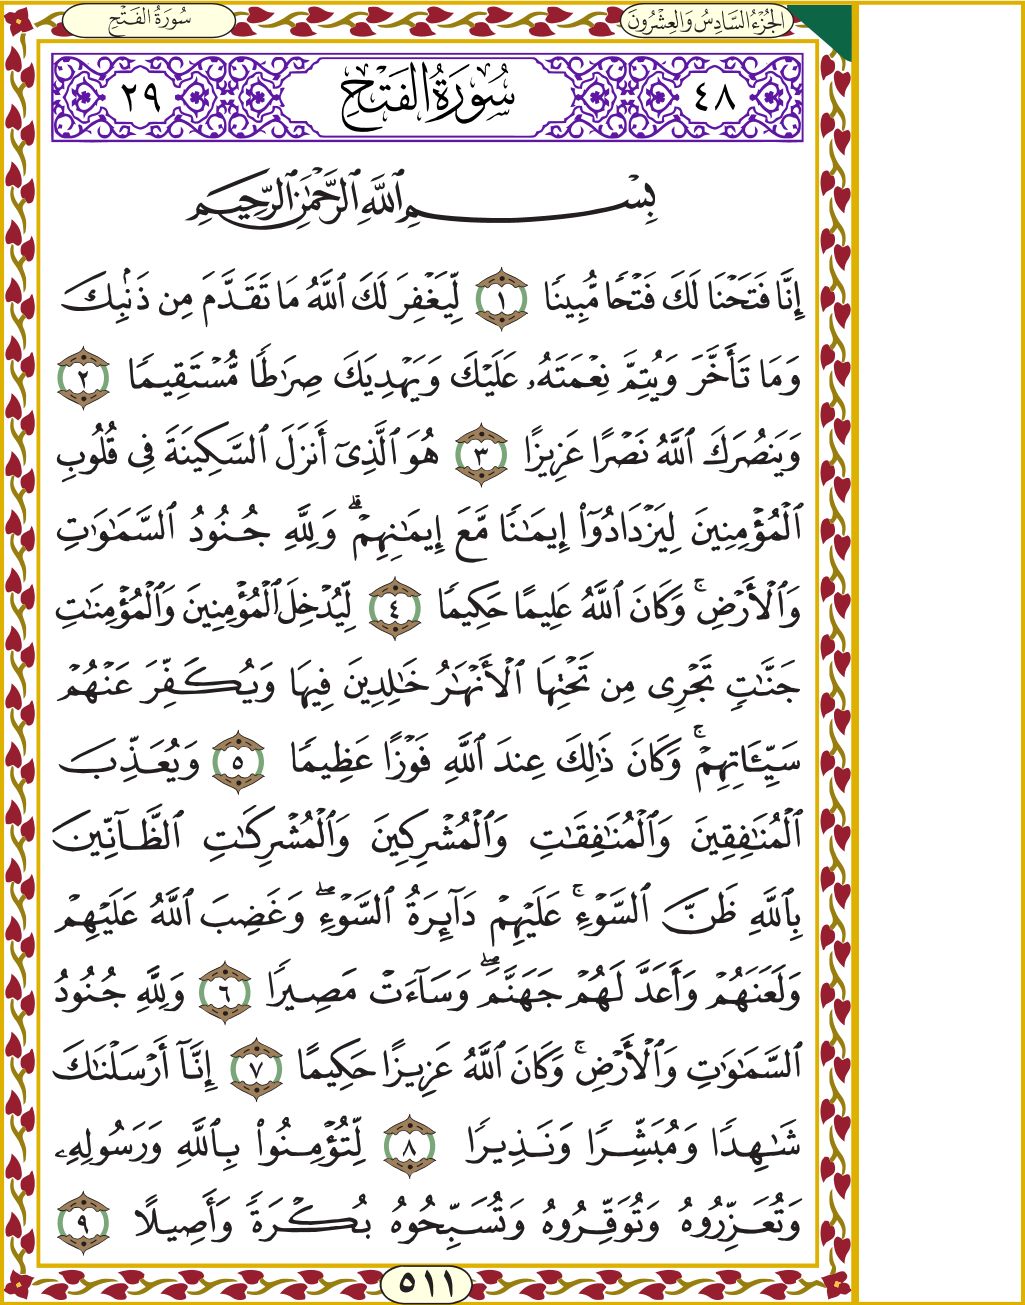 الجُزْءُ السَّادِسُ وَالعِشْرُونَ
سُورَةُ الفَتْحِ
٤٨ سُورَةُ الفَتْحِ ٢٩
بِسْمِ ٱللَّهِ ٱلرَّحْمَٰنِ ٱلرَّحِيمِ
إِنَّا فَتَحْنَا لَكَ فَتْحًا مُّبِينًا ١ لِّيَغْفِرَ لَكَ ٱللَّهُ مَا تَقَدَّمَ مِن ذَنۢبِكَ
وَمَا تَأَخَّرَ وَيُتِمَّ نِعْمَتَهُۥ عَلَيْكَ وَيَهْدِيَكَ صِرَٰطًا مُّسْتَقِيمًا ٢
وَيَنصُرَكَ ٱللَّهُ نَصْرًا عَزِيزًا ٣ هُوَ ٱلَّذِىٓ أَنزَلَ ٱلسَّكِينَةَ فِى قُلُوبِ
ٱلْمُؤْمِنِينَ لِيَزْدَادُوٓا۟ إِيمَٰنًا مَّعَ إِيمَٰنِهِمْ ۗ وَلِلَّهِ جُنُودُ ٱلسَّمَٰوَٰتِ
وَٱلْأَرْضِ ۚ وَكَانَ ٱللَّهُ عَلِيمًا حَكِيمًا ٤ لِّيُدْخِلَ ٱلْمُؤْمِنِينَ وَٱلْمُؤْمِنَٰتِ
جَنَّٰتٍ تَجْرِى مِن تَحْتِهَا ٱلْأَنْهَٰرُ خَٰلِدِينَ فِيهَا وَيُكَفِّرَ عَنْهُمْ
سَيِّـَٔاتِهِمْ ۚ وَكَانَ ذَٰلِكَ عِندَ ٱللَّهِ فَوْزًا عَظِيمًا ٥ وَيُعَذِّبَ
ٱلْمُنَٰفِقِينَ وَٱلْمُنَٰفِقَٰتِ وَٱلْمُشْرِكِينَ وَٱلْمُشْرِكَٰتِ ٱلظَّآنِّينَ
بِٱللَّهِ ظَنَّ ٱلسَّوْءِ ۚ عَلَيْهِمْ دَآئِرَةُ ٱلسَّوْءِ ۖ وَغَضِبَ ٱللَّهُ عَلَيْهِمْ
وَلَعَنَهُمْ وَأَعَدَّ لَهُمْ جَهَنَّمَ ۖ وَسَآءَتْ مَصِيرًا ٦ وَلِلَّهِ جُنُودُ
ٱلسَّمَٰوَٰتِ وَٱلْأَرْضِ ۚ وَكَانَ ٱللَّهُ عَزِيزًا حَكِيمًا ٧ إِنَّآ أَرْسَلْنَٰكَ
شَٰهِدًا وَمُبَشِّرًا وَنَذِيرًا ٨ لِّتُؤْمِنُوا۟ بِٱللَّهِ وَرَسُولِهِۦ
وَتُعَزِّرُوهُ وَتُوَقِّرُوهُ وَتُسَبِّحُوهُ بُكْرَةً وَأَصِيلًا ٩
٥١١